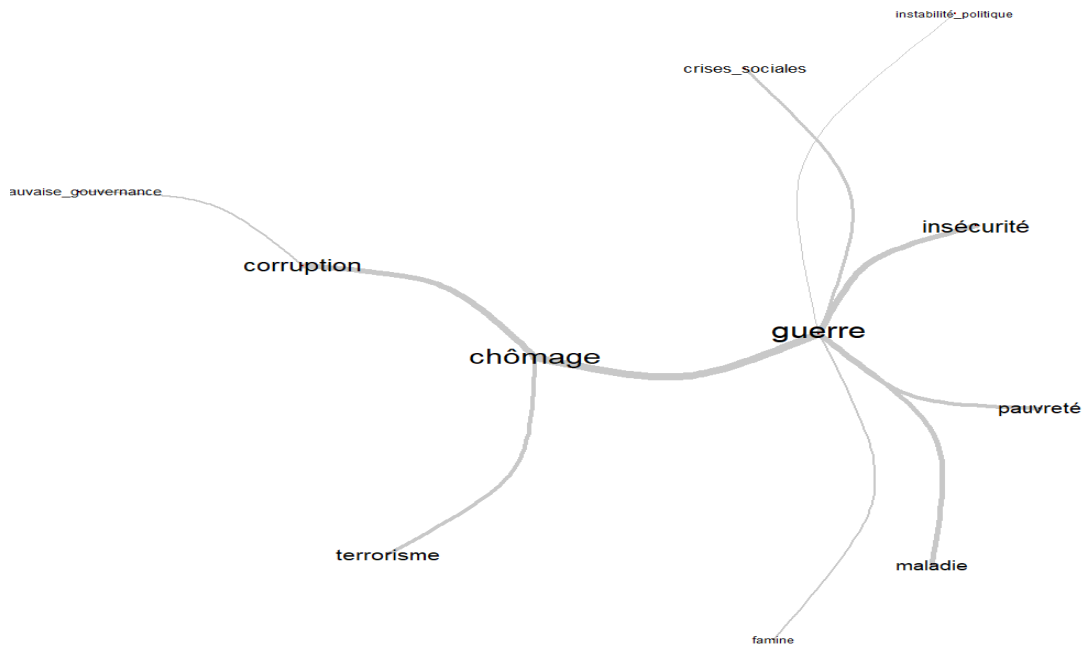 instabilité_politique
crises_sociales
auvaise_gouvernance
insécurité
corruption
guerre
chômage
pauvreté
terrorisme
maladie
famine